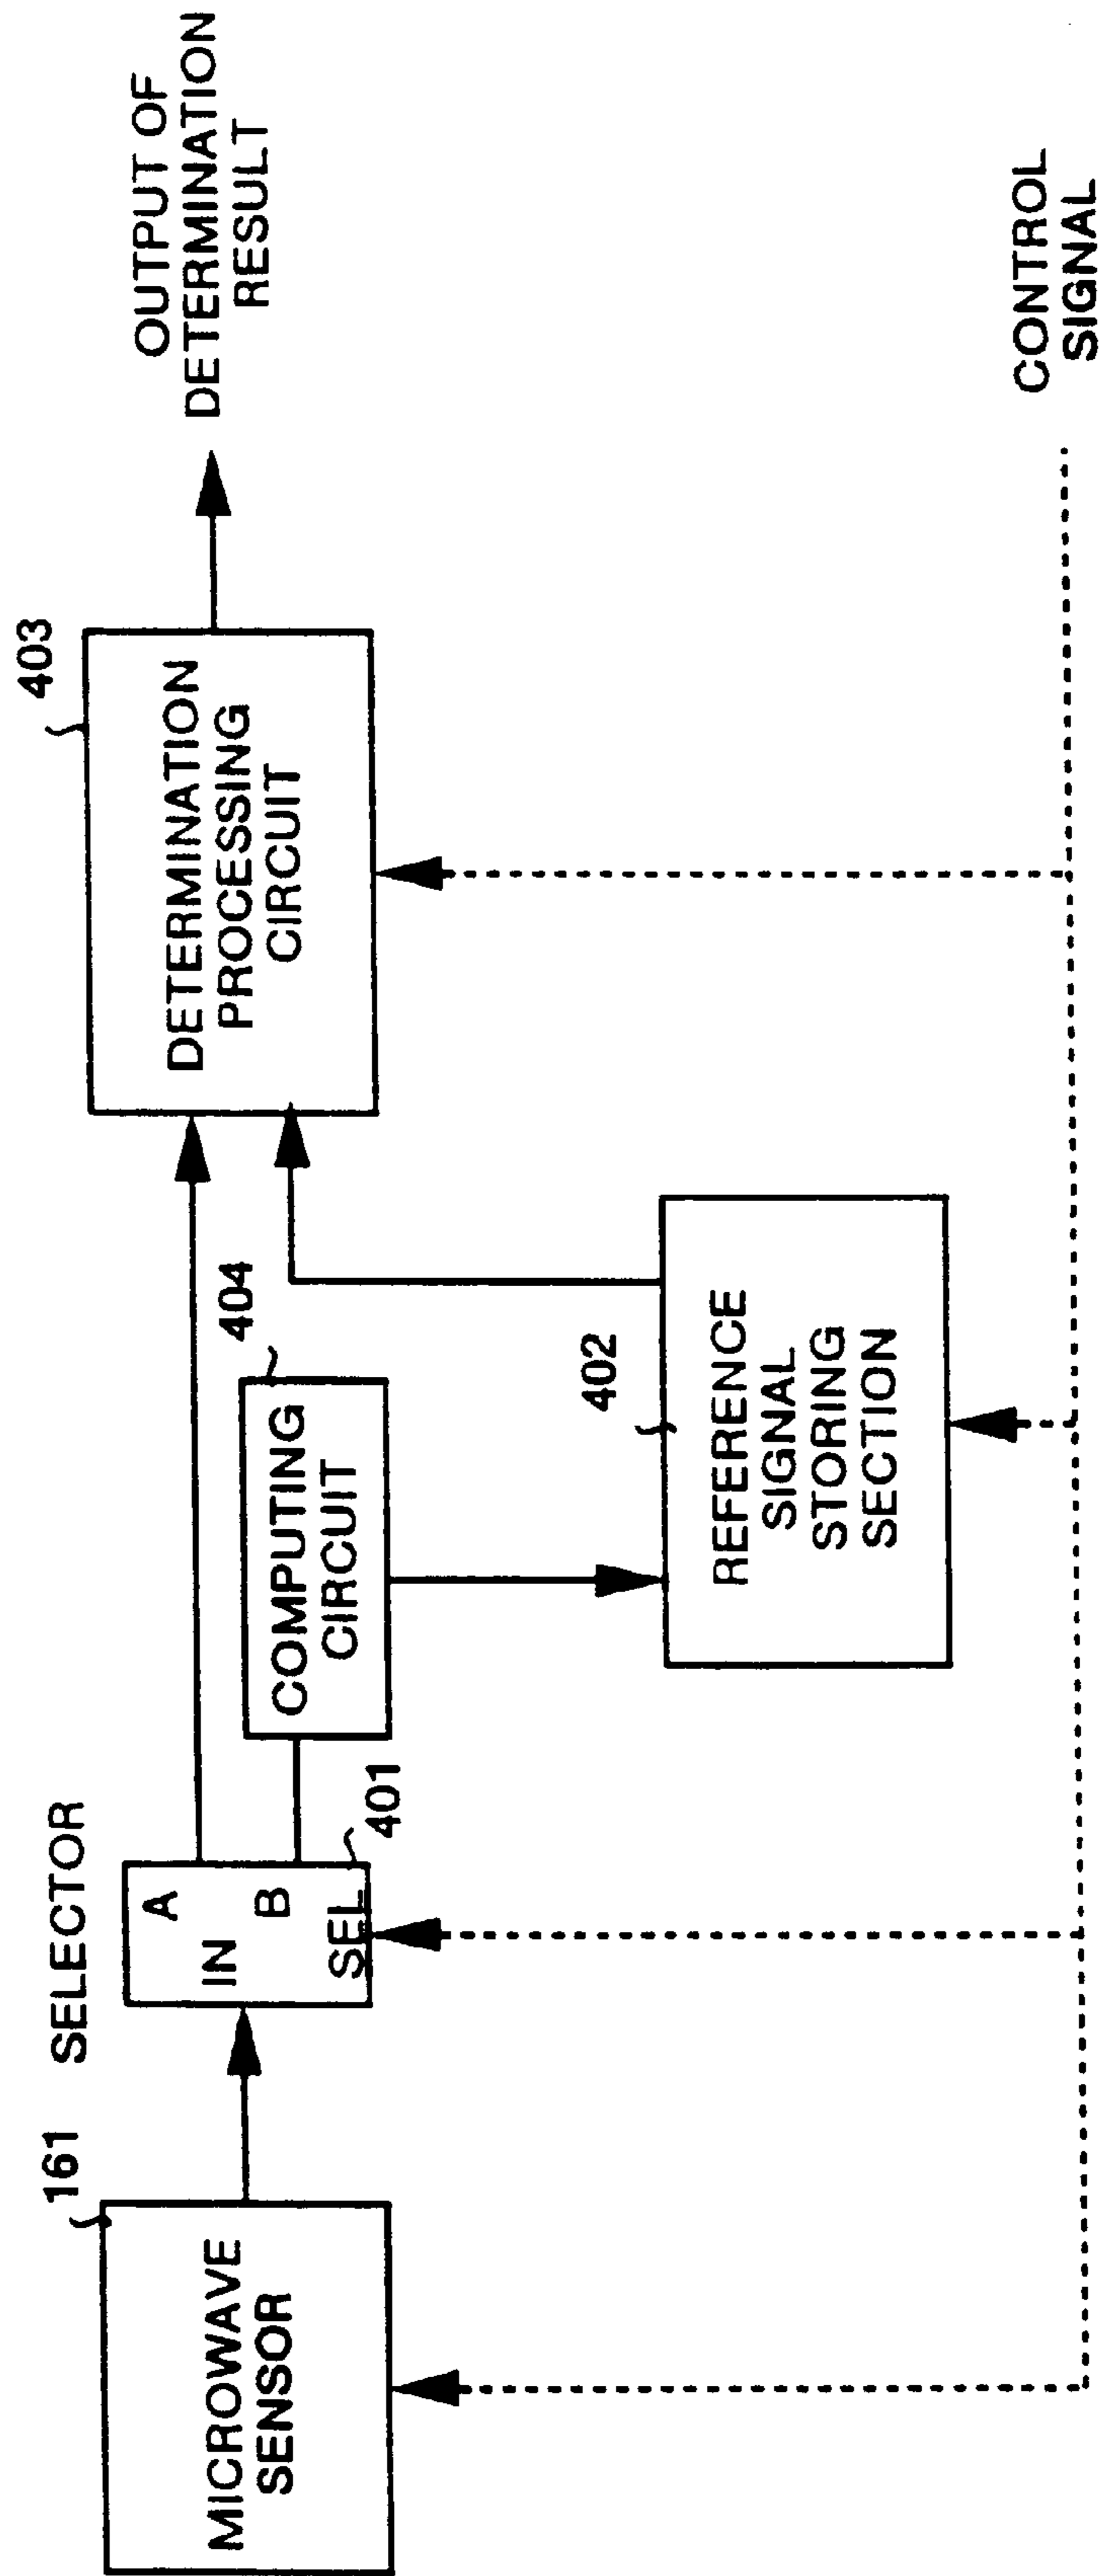 161
MICROWAVE
SENSOR
SELECTOR
A
IN
B
SEL
401
COMPUTING
CIRCUIT
404
402
REFERENCE
SIGNAL
STORING
SECTION
403
DETERMINATION
PROCESSING
CIRCUIT
OUTPUT OF
DETERMINATION
RESULT
CONTROL
SIGNAL